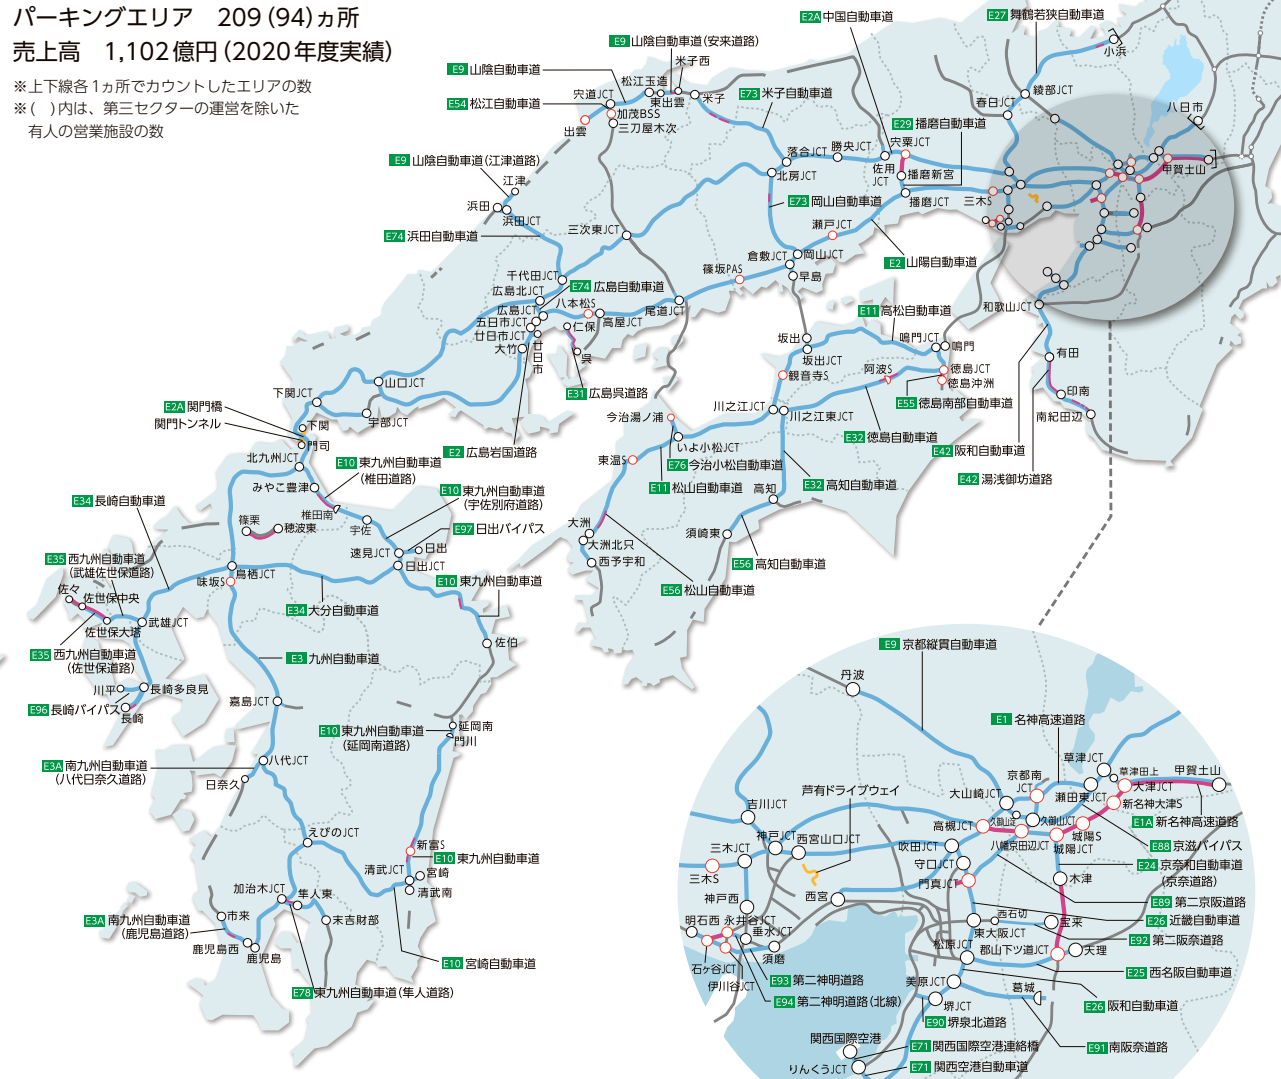 パーキングエリア　209 (94)ヵ所
売上高　1,102億円 (2020年度実績)
※上下線各1ヵ所でカウントしたエリアの数
※(　)内は、第三セクターの運営を除いた
有人の営業施設の数
E2A 中国自動車道
E27 舞鶴若狭自動車道
小浜
E9 山陰自動車道(安来道路)
米子西
E9 山陰自動車道
松江玉造
宍道JCT
東出雲
米子
E73 米子自動車道
綾部JCT
春日JCT
八日市
E54 松江自動車道
加茂BSS
三刀屋木次
出雲
E29 播磨自動車道
宍粟JCT
落合JCT
勝央JCT
佐用
JCT
播磨新宮
甲賀土山
E9 山陰自動車道(江津道路)
北房JCT
江津
播磨JCT
三木JCT
浜田
浜田JCT
E73 岡山自動車道
瀬戸JCT
E74 浜田自動車道
三次東JCT
倉敷JCT
岡山JCT
E2 山陽自動車道
篠坂PAS
早島
千代田JCT
広島北JCT
E74 広島自動車道
広島JCT
八本松S
尾道JCT
和歌山JCT
五日市JCT
高屋JCT
E11 高松自動車道
廿日市JCT
仁保
大竹
廿日市
呉
坂出
坂出JCT
鳴門JCT
鳴門
有田
阿波S
徳島JCT
徳島沖洲
観音寺S
山口JCT
印南
下関JCT
E31 広島呉道路
E55 徳島南部自動車道
南紀田辺
E2A 関門橋
関門トンネル
下関
宇部JCT
今治湯ノ浦
川之江JCT
川之江東JCT
門司
E32 徳島自動車道
いよ小松JCT
E42 阪和自動車道
北九州JCT
E10 東九州自動車道
(椎田道路)
E2 広島岩国道路
東温S
E76 今治小松自動車道
E42 湯浅御坊道路
みやこ豊津
E11 松山自動車道
高知
E32 高知自動車道
E34 長崎自動車道
E10 東九州自動車道
(宇佐別府道路)
椎田南
篠栗
穂波東
宇佐
E97 日出バイパス
大洲
大洲北只
須崎東
速見JCT
日出
西予宇和
E35 西九州自動車道
(武雄佐世保道路)
日出JCT
鳥栖JCT
味坂S
E56 高知自動車道
佐々
佐世保中央
E10 東九州自動車道
E56 松山自動車道
佐世保大塔
武雄JCT
E34 大分自動車道
佐伯
E35 西九州自動車道
(佐世保道路)
E3 九州自動車道
川平
長崎多良見
E96 長崎バイパス
長崎
嘉島JCT
E10 東九州自動車道
(延岡南道路)
延岡南
門川
E3A 南九州自動車道
(八代日奈久道路)
八代JCT
日奈久
えびのJCT
新富S
E10 東九州自動車道
清武JCT
宮崎
清武南
加治木JCT
隼人東
市来
末吉財部
E3A 南九州自動車道
(鹿児島道路)
鹿児島西
鹿児島
E10 宮崎自動車道
E78 東九州自動車道(隼人道路)
E9 京都縦貫自動車道
丹波
E1 名神高速道路
草津JCT
草津田上
甲賀土山
京都南
JCT
大津JCT
芦有ドライブウェイ
大山崎JCT
瀬田東JCT
新名神大津S
吉川JCT
久御山淀
久御山JCT
E1A 新名神高速道路
高槻JCT
城陽S
神戸JCT
西宮山口JCT
八幡京田辺JCT
城陽JCT
E88 京滋バイパス
三木JCT
吹田JCT
守口JCT
E24 京奈和自動車道
(京奈道路)
三木S
門真JCT
木津
神戸西
西宮
E89 第二京阪道路
西石切
宝来
E26 近畿自動車道
明石西
永井谷JCT
垂水JCT
東大阪JCT
E92 第二阪奈道路
松原JCT
郡山下ツ道JCT
天理
石ヶ谷JCT
須磨
伊川谷JCT
E93 第二神明道路
E25 西名阪自動車道
美原JCT
葛城
E94 第二神明道路(北線)
堺JCT
E26 阪和自動車道
E90 堺泉北道路
関西国際空港
E71 関西国際空港連絡橋
E91 南阪奈道路
りんくうJCT
E71 関西空港自動車道